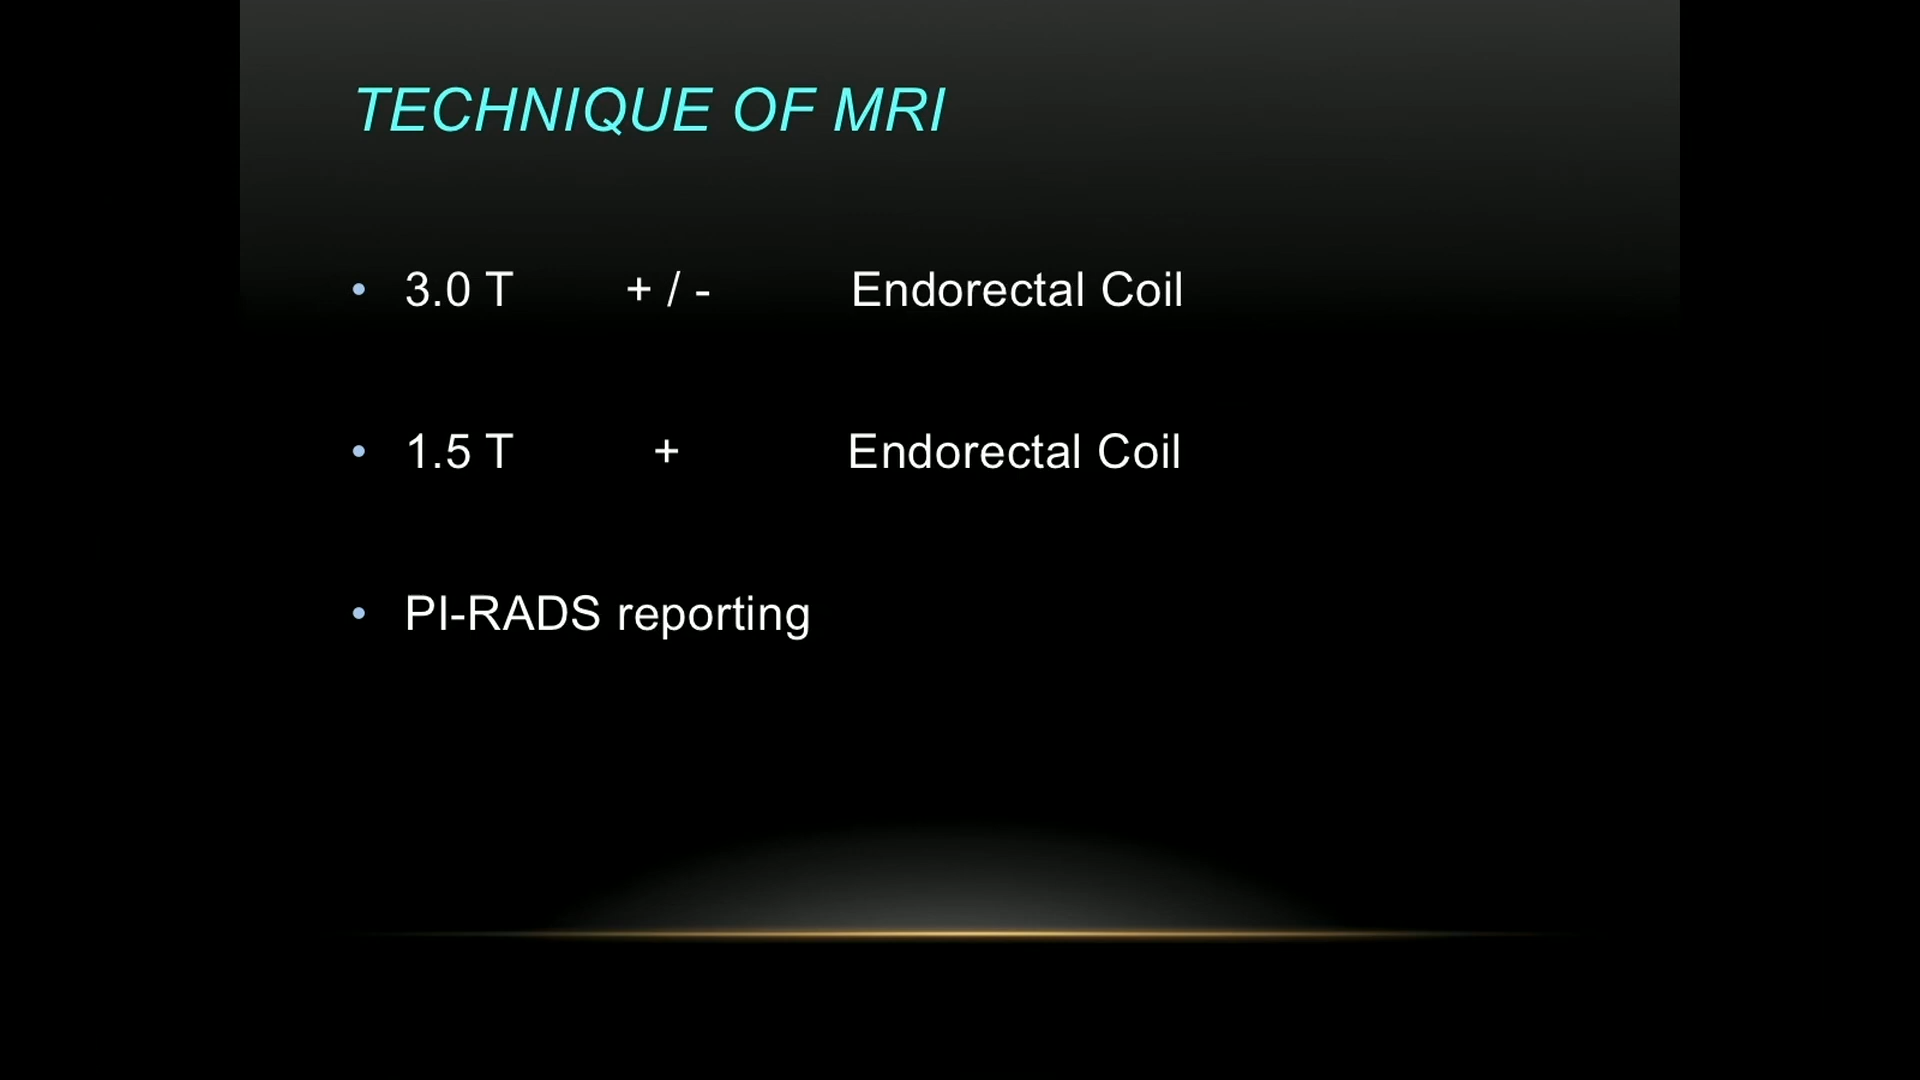 TECHNIQUE OF MRI
• 3.0 T + / - Endorectal Coil
• 1.5 T + Endorectal Coil
• PI-RADS reporting